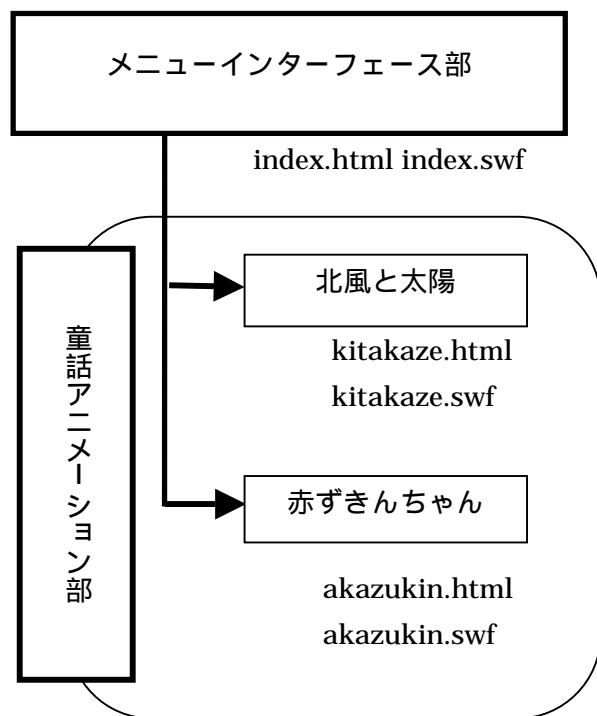 メニューインターフェース部
index.html index.swf
童話アニメーション部
北風と太陽
kitakaze.html
kitakaze.swf
赤ずきんちゃん
akazukin.html
akazukin.swf